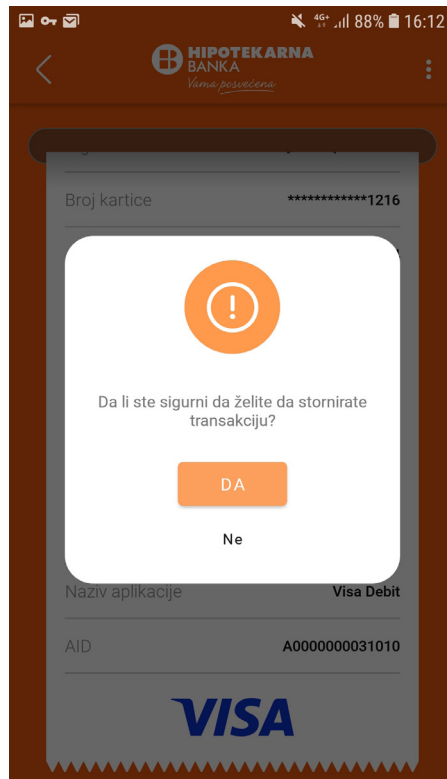 4G+ 88% 16:12
HIPOTEKARNA
BANKA
Vama posvećena
Broj kartice ************1216
Da li ste sigurni da želite da stornirate
transakciju?
DA
Ne
Naziv aplikacije Visa Debit
AID A0000000031010
VISA